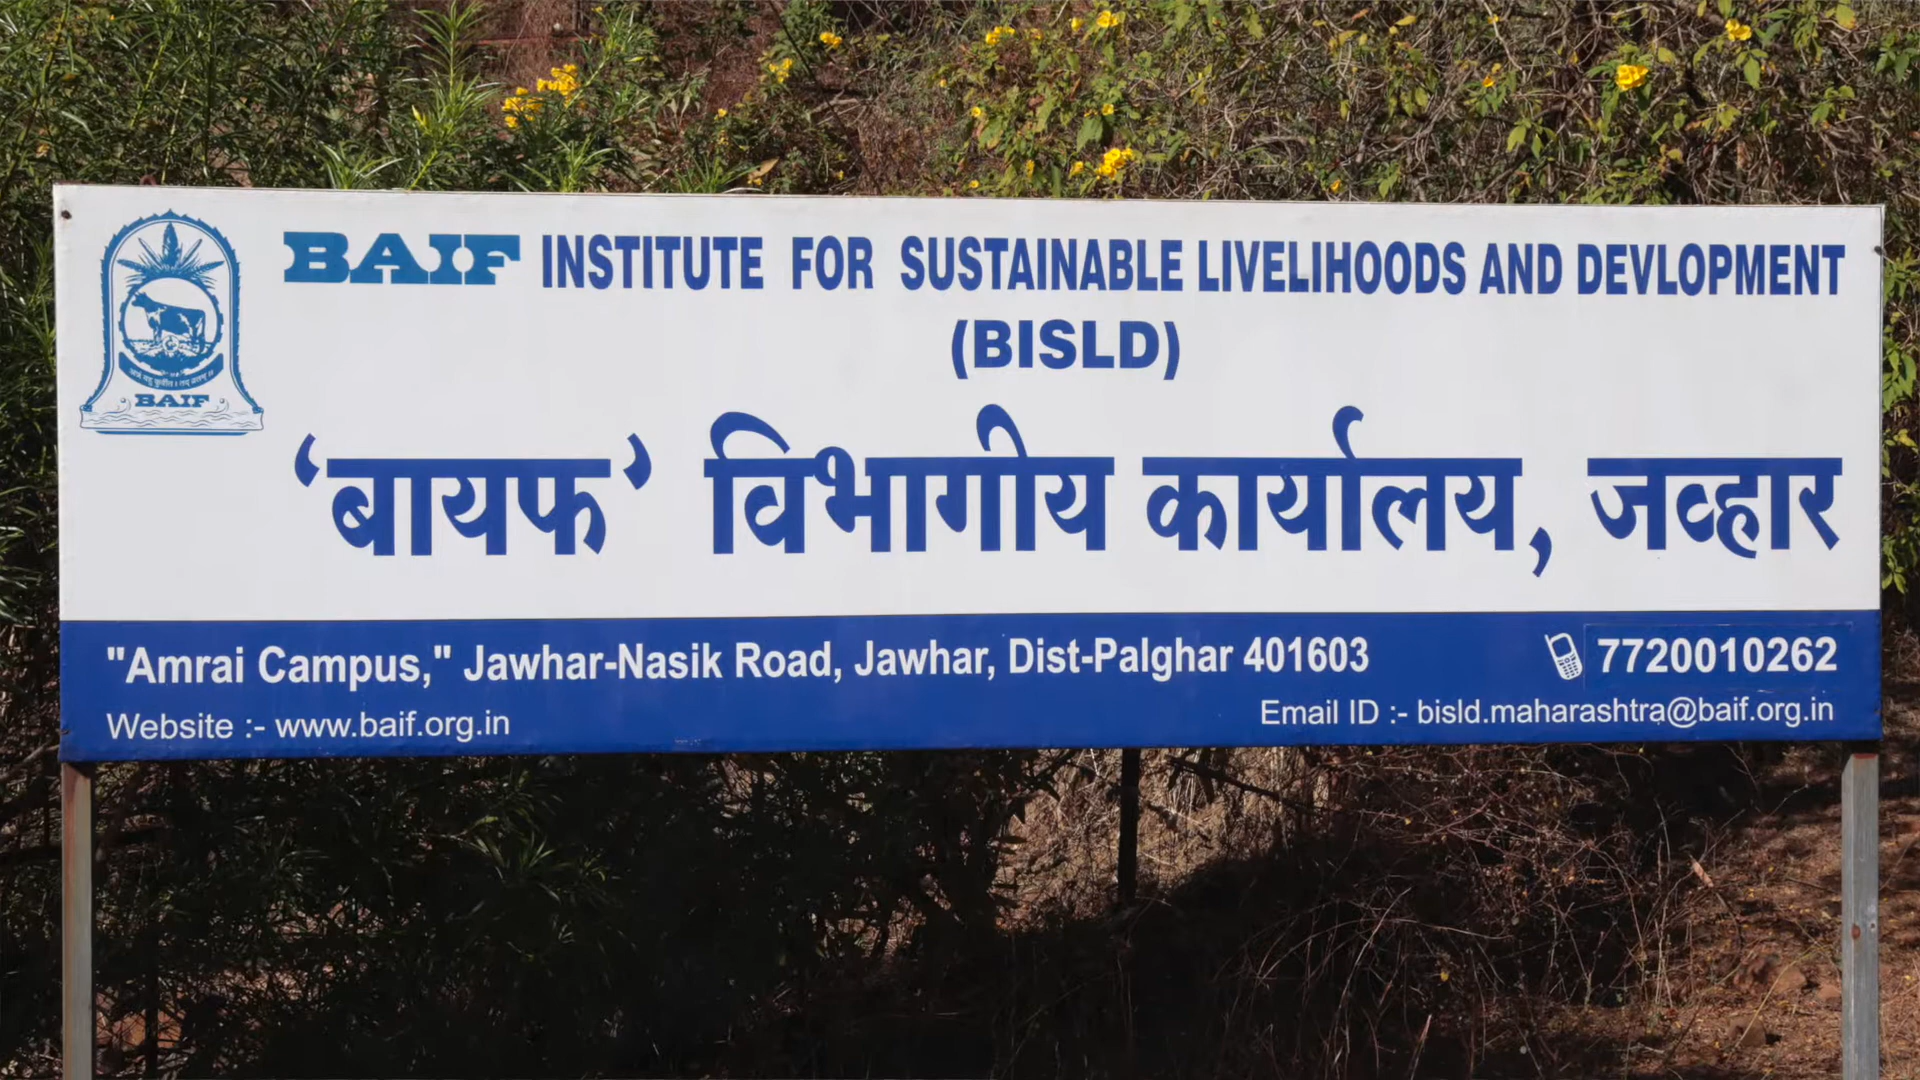 BAIF INSTITUTE FOR SUSTAINABLE LIVELIHOODS AND DEVLOPMENT
(BISLD)
BAIF
‘बायफ’ विभागीय कार्यालय, जव्हार
"Amrai Campus," Jawhar-Nasik Road, Jawhar, Dist-Palghar 401603 7720010262
Website :- www.baif.org.in Email ID :- bisld.maharashtra@baif.org.in